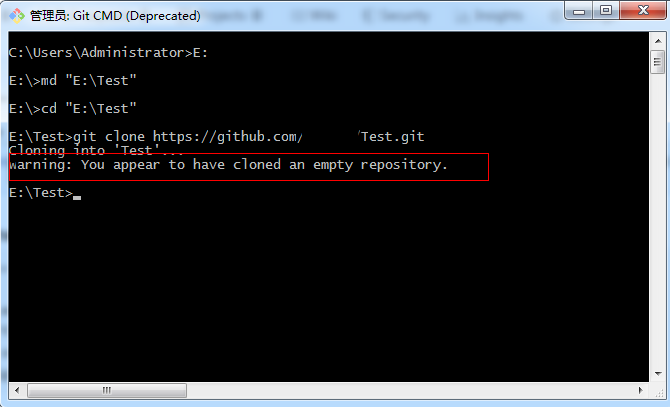 管理员: Git CMD (Deprecated)
C:\Users\Administrator>E:
E:\>md "E:\Test"
E:\>cd "E:\Test"
E:\Test>git clone https://github.com/ /Test.git
Cloning into 'Test'...
warning: You appear to have cloned an empty repository.
E:\Test>